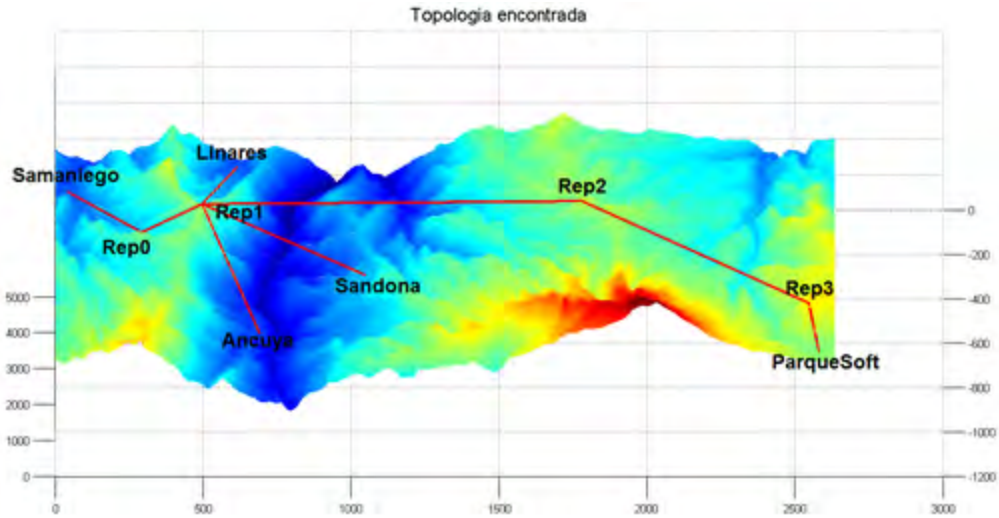 Topologia encontrada
Linares
Samaniego
Rep2
Rep1
0
Rep0
-200
Sandona
Rep3
5000
-400
4000
Ancuya
-600
ParqueSoft
3000
-800
2000
-1000
1000
0
-1200
0
500
1000
1500
2000
2500
3000